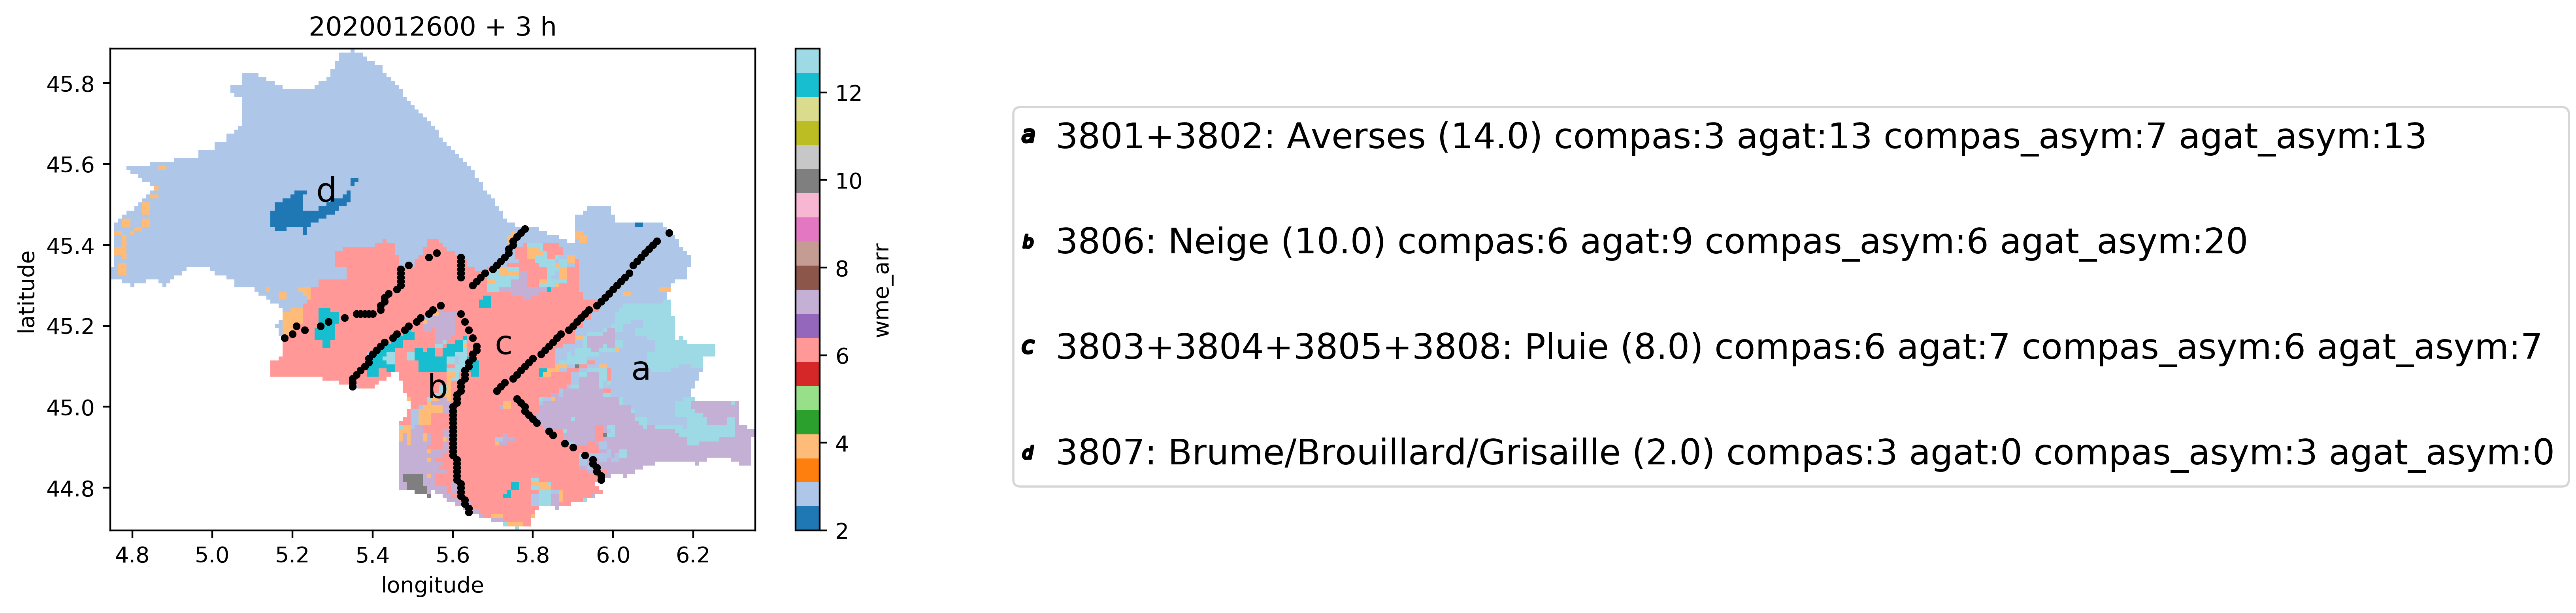 2020012600 + 3 h
45.8
45.6
45.4
45.2
45.0
44.8
latitude
4.8 5.0 5.2 5.4 5.6 5.8 6.0 6.2
longitude
d
c
a
b
12
10
8
6
4
2
wme_arr
a 3801+3802: Averses (14.0) compas:3 agat:13 compas_asym:7 agat_asym:13
b 3806: Neige (10.0) compas:6 agat:9 compas_asym:6 agat_asym:20
c 3803+3804+3805+3808: Pluie (8.0) compas:6 agat:7 compas_asym:6 agat_asym:7
d 3807: Brume/Brouillard/Grisaille (2.0) compas:3 agat:0 compas_asym:3 agat_asym:0